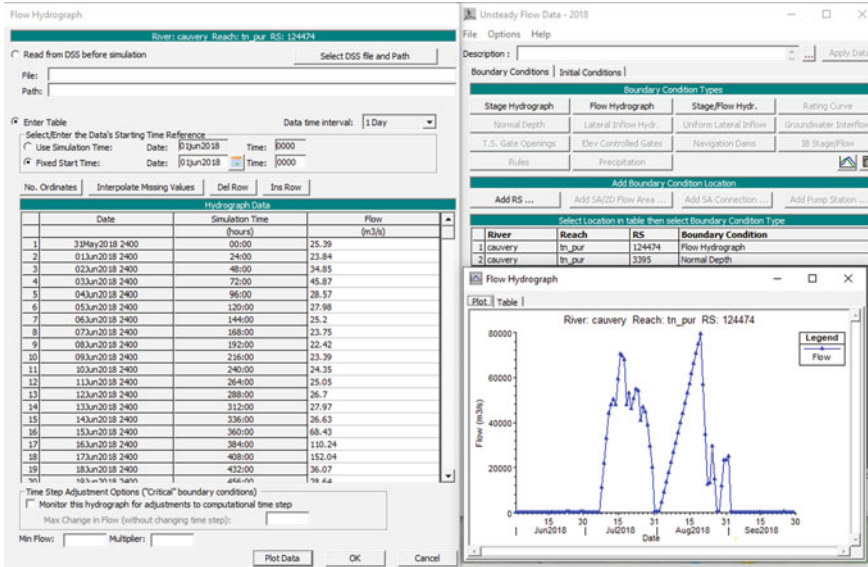 Flow Hydrograph
River: cauvery Reach: tn_pur RS: 124474
Read from DSS before simulation
Select DSS file and Path
File:
Path:
Enter Table
Data time interval: 1 Day
Select/Enter the Data's Starting Time Reference
Use Simulation Time: Date: 01jun2018 Time: 0000
Fixed Start Time: Date: 01jun2018 Time: 0000
No. Ordinates Interpolate Missing Values Del Row Ins Row
Hydrograph Data
Date Simulation Time Flow
(hours) (m3/s)
1 31May2018 2400 00:00 25.39
2 01Jun2018 2400 24:00 23.84
3 02Jun2018 2400 48:00 34.85
4 03Jun2018 2400 72:00 45.87
5 04Jun2018 2400 96:00 28.57
6 05Jun2018 2400 120:00 27.98
7 06Jun2018 2400 144:00 25.2
8 07Jun2018 2400 168:00 23.75
9 08Jun2018 2400 192:00 22.42
10 09Jun2018 2400 216:00 23.39
11 10Jun2018 2400 240:00 24.35
12 11Jun2018 2400 264:00 25.05
13 12Jun2018 2400 288:00 26.7
14 13Jun2018 2400 312:00 27.97
15 14Jun2018 2400 336:00 26.63
16 15Jun2018 2400 360:00 68.43
17 16Jun2018 2400 384:00 110.24
18 17Jun2018 2400 408:00 152.04
19 18Jun2018 2400 432:00 36.07
20 19Jun2018 2400 456:00 28.64
Time Step Adjustment Options ("Critical" boundary conditions)
Monitor this hydrograph for adjustments to computational time step
Max Change in Flow (without changing time step):
Min Flow: Multiplier:
Plot Data OK Cancel
Unsteady Flow Data - 2018
File Options Help
Description : ... Apply Data
Boundary Conditions Initial Conditions
Boundary Condition Types
Stage Hydrograph Flow Hydrograph Stage/Flow Hydr. Rating Curve
Normal Depth Lateral Inflow Hydr. Uniform Lateral Inflow Groundwater Interflow
T.S. Gate Openings Elev Controlled Gates Navigation Dams IB Stage/Flow
Rules Precipitation
Add Boundary Condition Location
Add RS ... Add SA/2D Flow Area ... Add SA Connection ... Add Pump Station ...
Select Location in table then select Boundary Condition Type
River Reach RS Boundary Condition
1 cauvery tn_pur 124474 Flow Hydrograph
2 cauvery tn_pur 3395 Normal Depth
Flow Hydrograph
Plot Table
River: cauvery Reach: tn_pur RS: 124474
Legend
Flow
80000
60000
40000
20000
0
Flow (m3/s)
15 30 15 31 15 31 15 30
Jun2018 Jul2018 Aug2018 Sep2018
Date